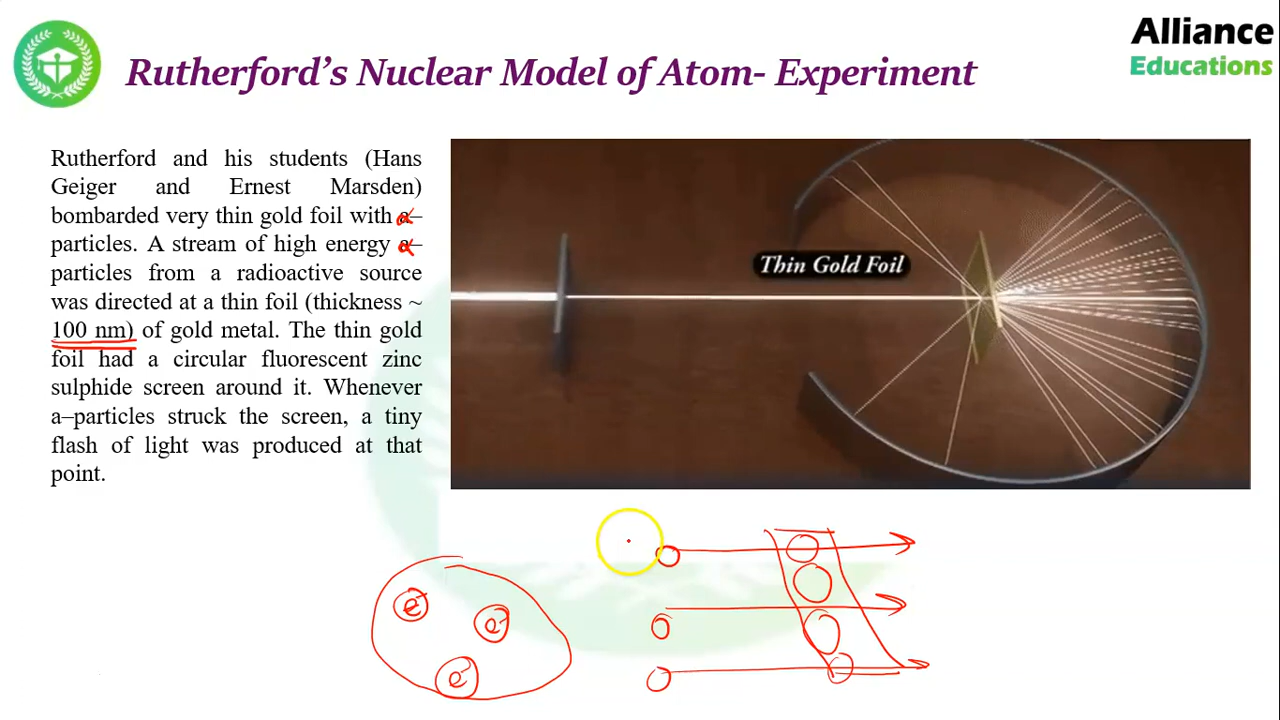 Alliance
Educations
Rutherford's Nuclear Model of Atom- Experiment
Rutherford and his students (Hans
Geiger and Ernest Marsden)
bombarded very thin gold foil with α–
particles. A stream of high energy α–
particles from a radioactive source
was directed at a thin foil (thickness ~
100 nm) of gold metal. The thin gold
foil had a circular fluorescent zinc
sulphide screen around it. Whenever
a–particles struck the screen, a tiny
flash of light was produced at that
point.
Thin Gold Foil
e⁻
e⁻
e⁻